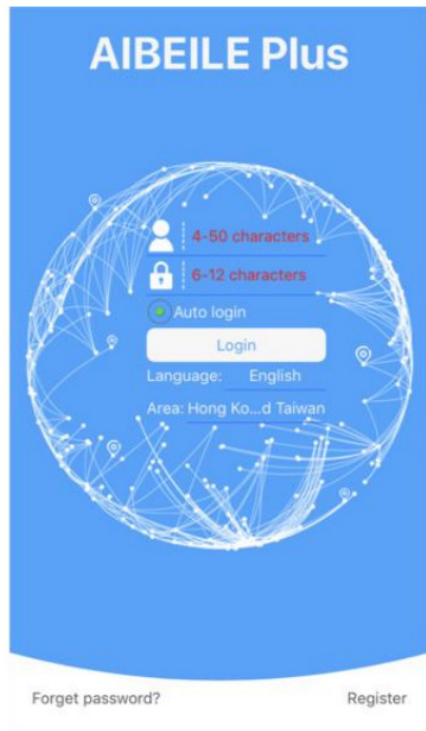 AIBEILE Plus
4-50 characters
6-12 characters
Auto login
Login
Language: English
Area: Hong Ko...d Taiwan
Forget password? Register